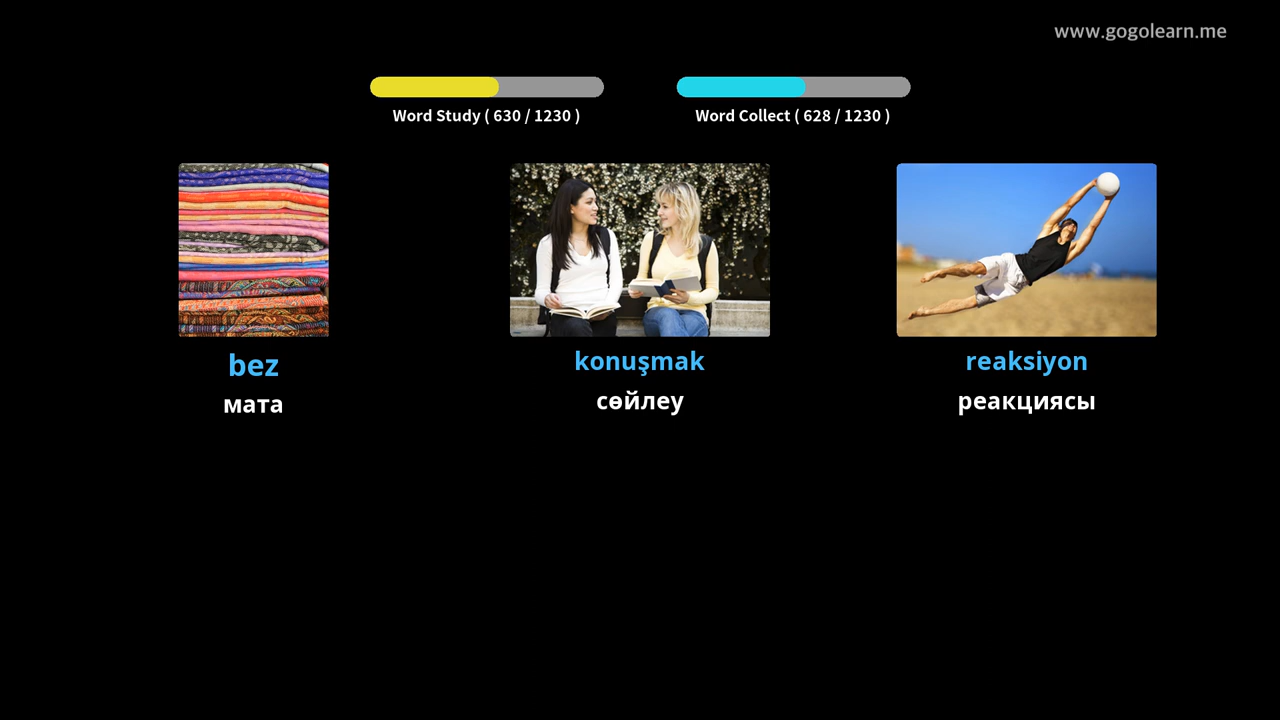 www.gogolearn.me
Word Study ( 630 / 1230 )
Word Collect ( 628 / 1230 )
bez
konuşmak
reaksiyon
мата
сөйлеу
реакциясы